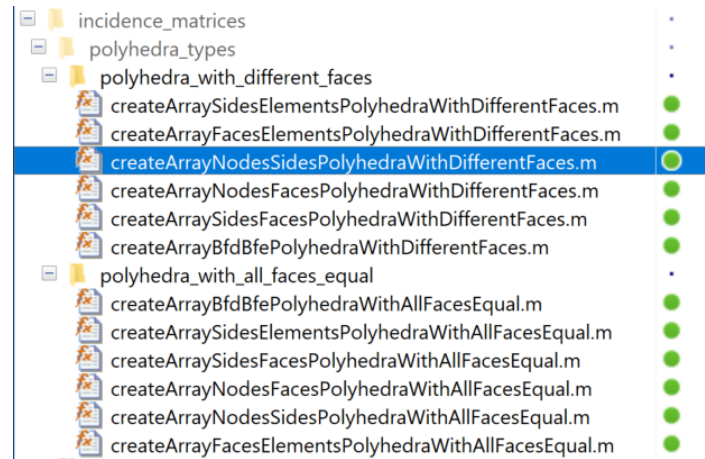 incidence_matrices
polyhedra_types
polyhedra_with_different_faces
createArraySidesElementsPolyhedraWithDifferentFaces.m
createArrayFacesElementsPolyhedraWithDifferentFaces.m
createArrayNodesSidesPolyhedraWithDifferentFaces.m
createArrayNodesFacesPolyhedraWithDifferentFaces.m
createArraySidesFacesPolyhedraWithDifferentFaces.m
createArrayBfdBfePolyhedraWithDifferentFaces.m
polyhedra_with_all_faces_equal
createArrayBfdBfePolyhedraWithAllFacesEqual.m
createArraySidesElementsPolyhedraWithAllFacesEqual.m
createArraySidesFacesPolyhedraWithAllFacesEqual.m
createArrayNodesFacesPolyhedraWithAllFacesEqual.m
createArrayNodesSidesPolyhedraWithAllFacesEqual.m
createArrayFacesElementsPolyhedraWithAllFacesEqual.m